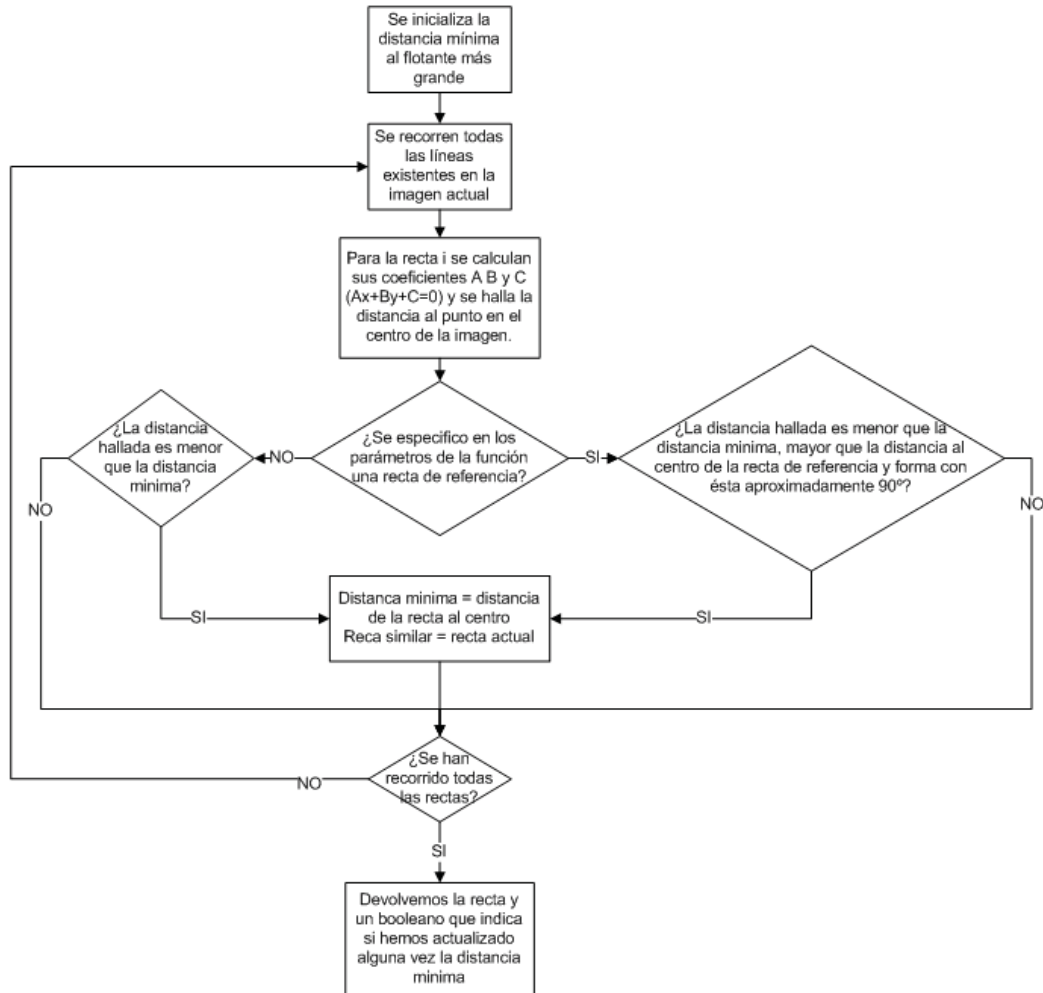 Se inicializa la
distancia mínima
al flotante más
grande
Se recorren todas
las líneas
existentes en la
imagen actual
Para la recta i se calculan
sus coeficientes A B y C
(Ax+By+C=0) y se halla la
distancia al punto en el
centro de la imagen.
¿La distancia
hallada es menor
que la distancia
minima?
NO
¿Se especifico en los
parámetros de la función
una recta de referencia?
SI
¿La distancia hallada es menor que la
distancia minima, mayor que la distancia al
centro de la recta de referencia y forma con
ésta aproximadamente 90º?
NO
NO
SI
Distanca minima = distancia
de la recta al centro
Reca similar = recta actual
SI
¿Se han
recorrido todas
las rectas?
NO
SI
Devolvemos la recta y
un booleano que indica
si hemos actualizado
alguna vez la distancia
minima